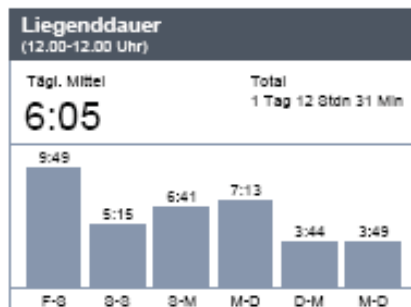 Liegenddauer
(12.00-12.00 Uhr)
Tägl. Mittel
Total
6:05
1 Tag 12 Stdn 31 Min
9:49
5:15
6:41
7:13
3:44
3:49
F-S
S-S
S-M
M-D
D-M
M-D